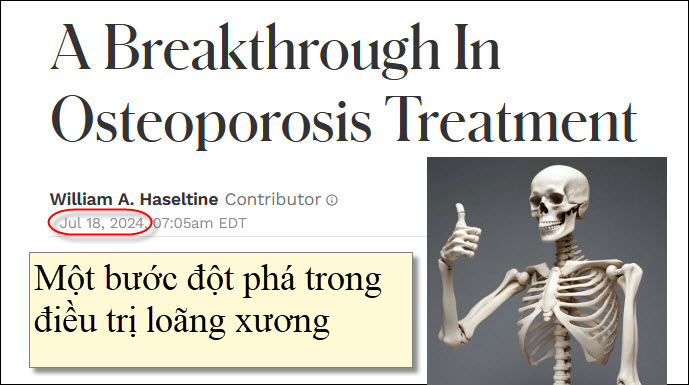 A Breakthrough In
Osteoporosis Treatment
William A. Haseltine Contributor
Jul 18, 2024, 07:05am EDT
Một bước đột phá trong
điều trị loãng xương